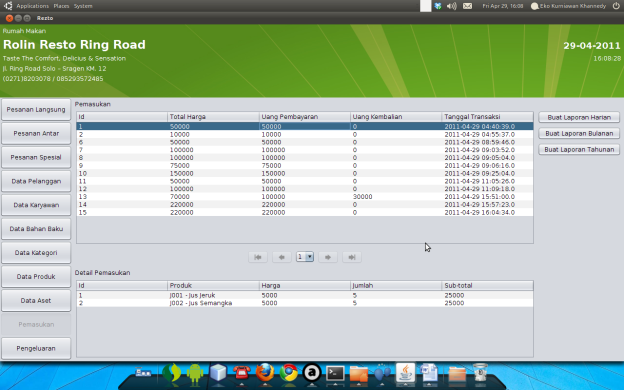 Applications Places System
Fri Apr 29, 16:08 Eko Kurniawan Khannedy
Resto
Rumah Makan
Rolin Resto Ring Road
Taste The Comfort, Delicius & Sensation
Jl. Ring Road Solo - Sragen KM. 12
(0271)8203078 / 085293572485
29-04-2011
16:08:28
Pesanan Langsung
Pesanan Antar
Pesanan Spesial
Data Pelanggan
Data Karyawan
Data Bahan Baku
Data Kategori
Data Produk
Data Aset
Pemasukan
Pengeluaran
Pemasukan
Id Total Harga Uang Pembayaran Uang Kembalian Tanggal Transaksi
1 50000 50000 0 2011-04-29 04:40:39.0
2 10000 10000 0 2011-04-29 04:55:37.0
6 50000 50000 0 2011-04-29 08:59:46.0
7 100000 100000 0 2011-04-29 09:03:52.0
8 100000 100000 0 2011-04-29 09:05:04.0
9 75000 75000 0 2011-04-29 09:06:16.0
10 150000 150000 0 2011-04-29 09:25:04.0
11 50000 50000 0 2011-04-29 11:05:26.0
12 100000 100000 0 2011-04-29 11:09:18.0
13 70000 100000 30000 2011-04-29 15:51:00.0
14 220000 220000 0 2011-04-29 15:57:23.0
15 220000 220000 0 2011-04-29 16:04:34.0
1
Buat Laporan Harian
Buat Laporan Bulanan
Buat Laporan Tahunan
Detail Pemasukan
Id Produk Harga Jumlah Sub-total
1 J001 - Jus Jeruk 5000 5 25000
2 J002 - Jus Semangka 5000 5 25000